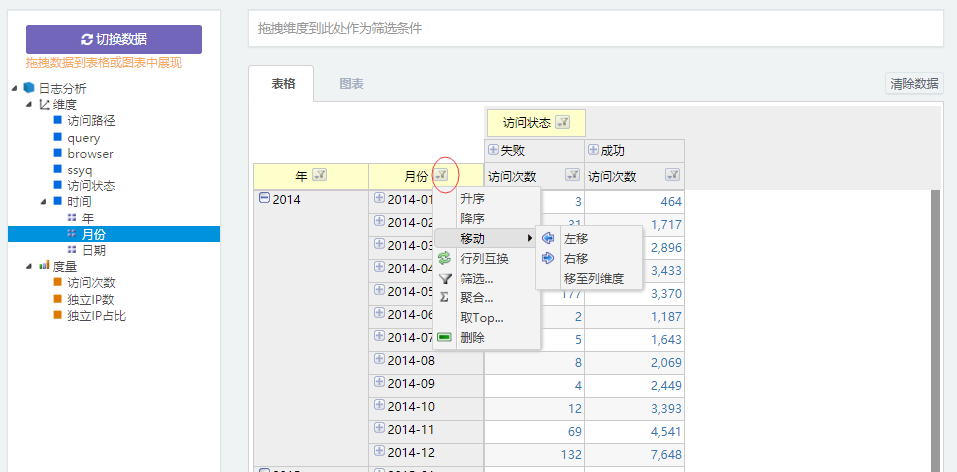 切换数据
拖拽数据到表格或图表中展现
日志分析
维度
访问路径
query
browser
ssyq
访问状态
时间
年
月份
日期
度量
访问次数
独立IP数
独立IP占比
拖拽维度到此处作为筛选条件
表格 图表 清除数据
访问状态
失败 成功
年 月份 访问次数 访问次数
2014 2014-01 3 464
2014-02 1,717
2014-03 2,896
2014-04 3,433
2014-05 177 3,370
2014-06 2 1,187
2014-07 5 1,643
2014-08 8 2,069
2014-09 4 2,449
2014-10 12 3,393
2014-11 69 4,541
2014-12 132 7,648
升序
降序
移动
行列互换
筛选...
聚合...
取Top...
删除
左移
右移
移至列维度